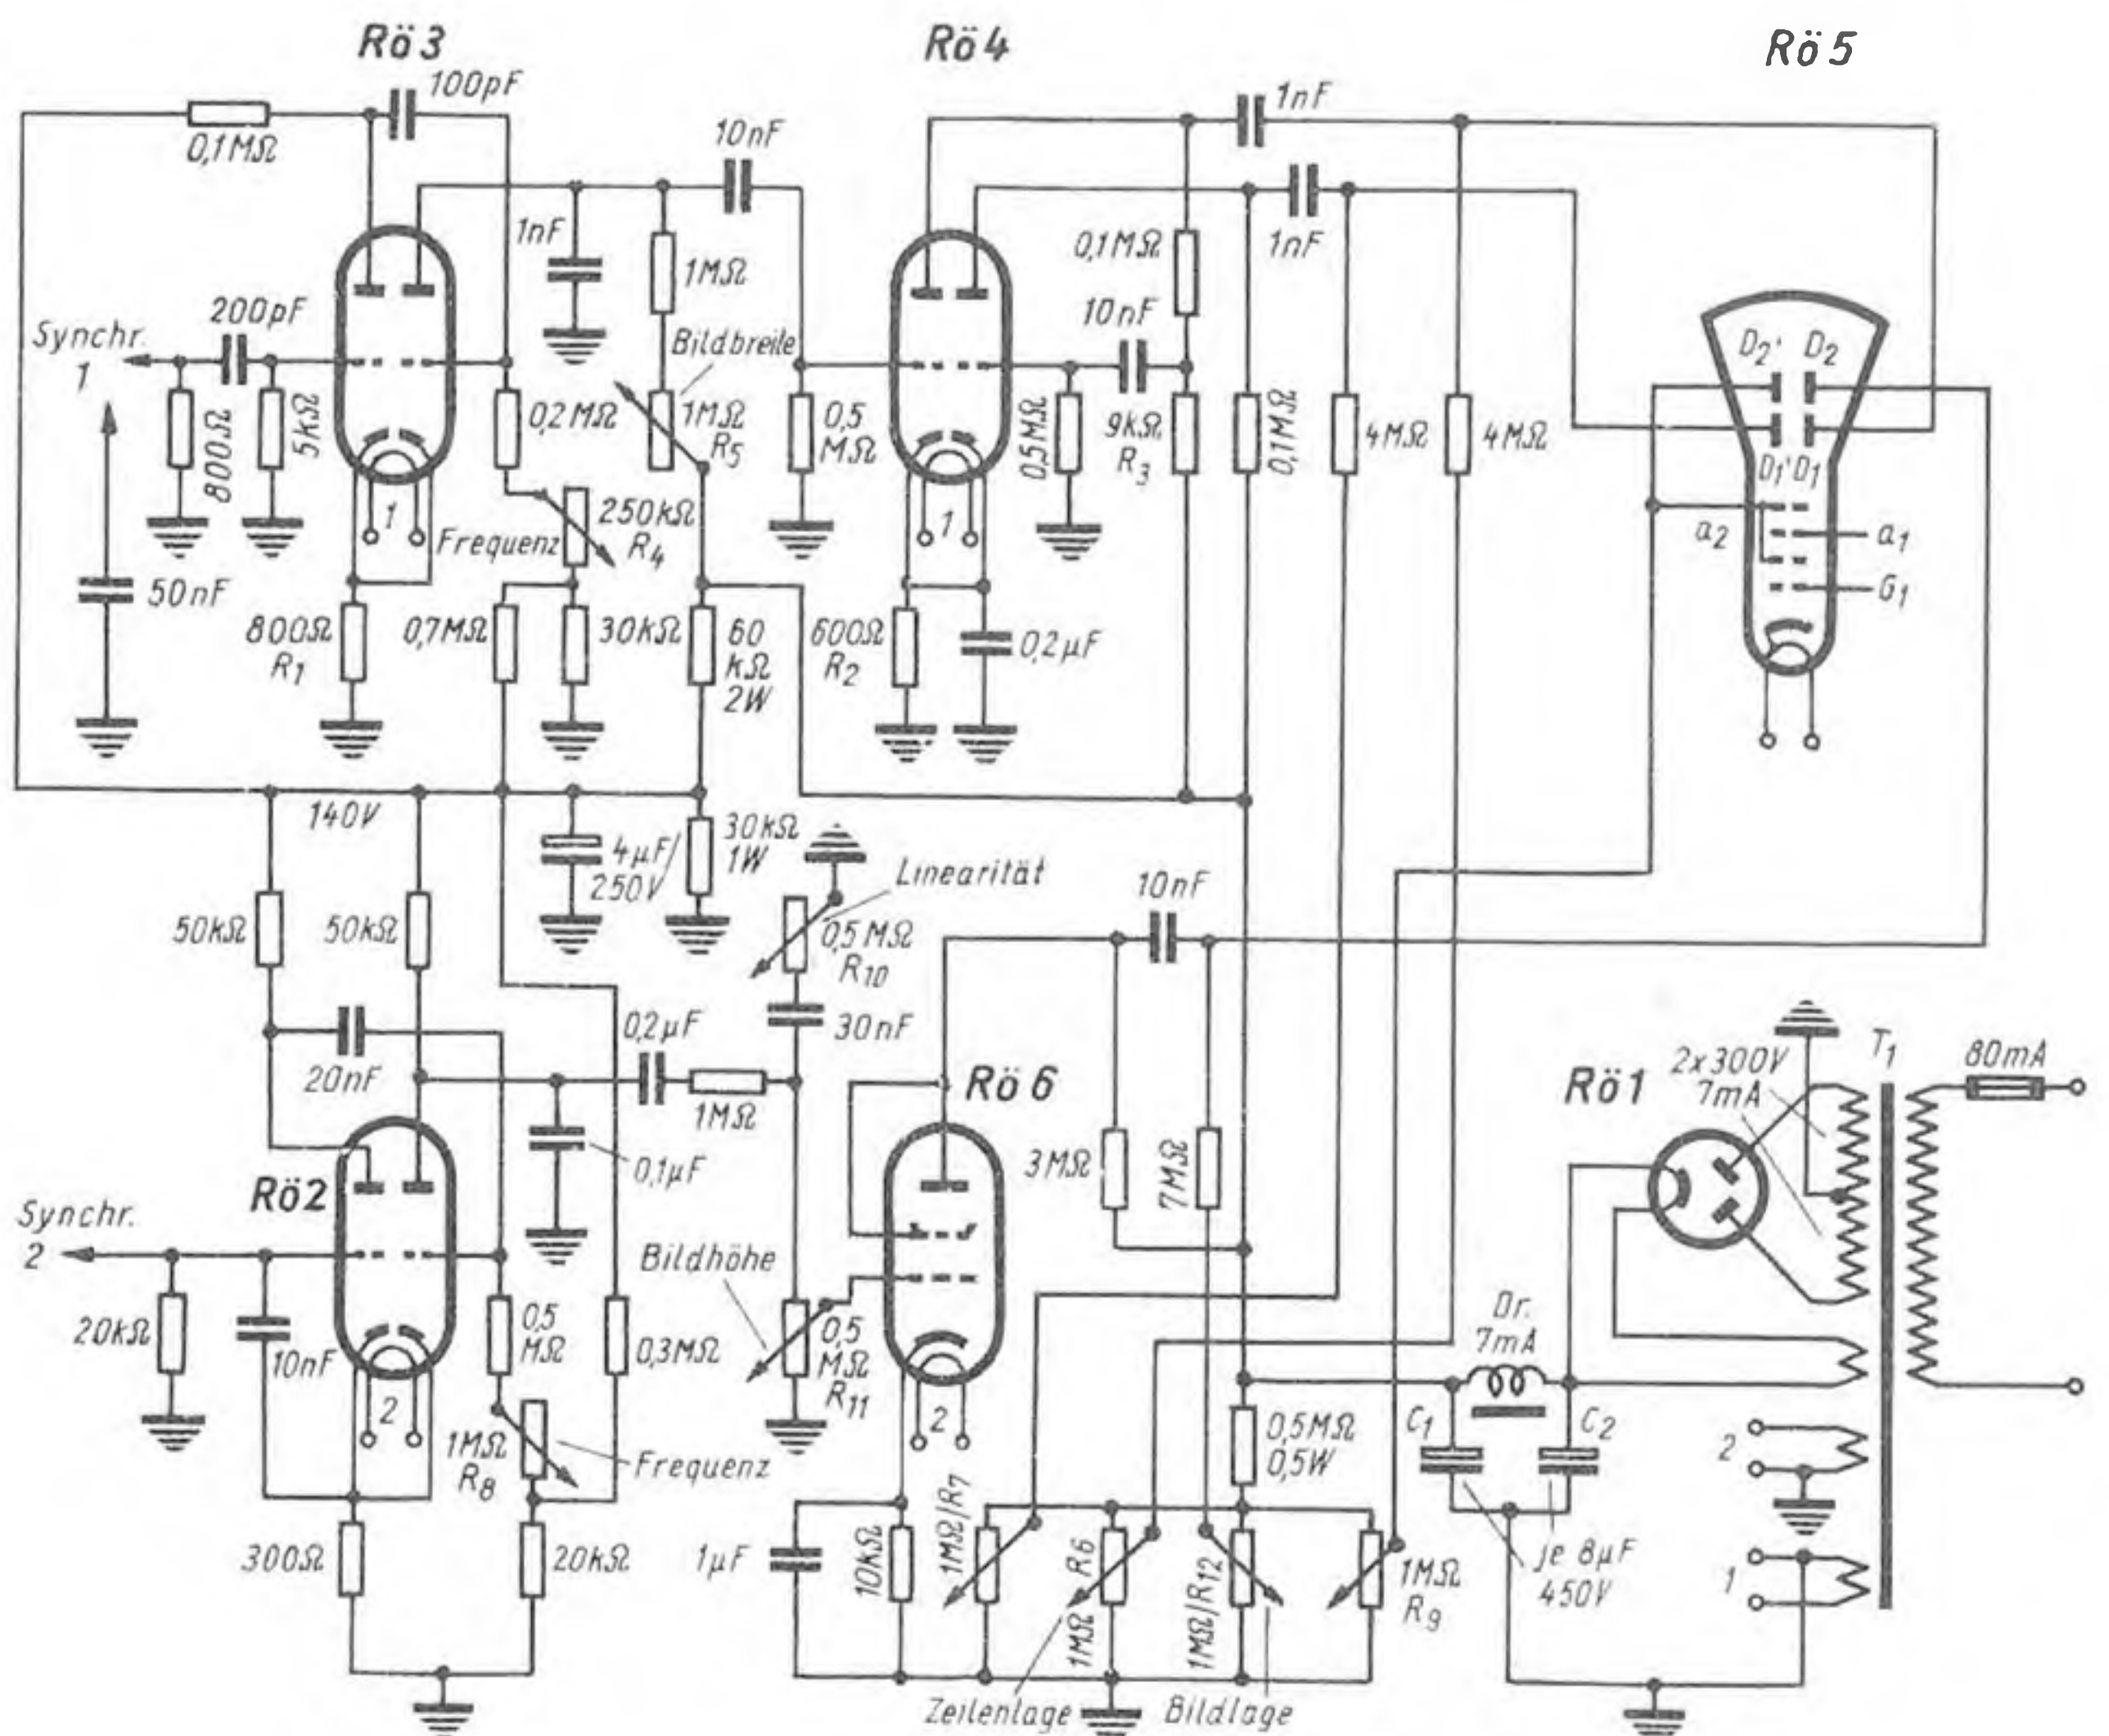 Rö3
Rö4
Rö5
100pF
1nF
0,1MΩ
10nF
1nF
1MΩ
1nF
0,1MΩ
Synchr.
1
200pF
Bildbreite
10nF
D2' D2
800Ω
5kΩ
0,2MΩ
1MΩ
R5
0,5
MΩ
0,5MΩ
9kΩ
R3
0,1MΩ
4MΩ
4MΩ
D1' D1
1
Frequenz
250kΩ
R4
1
a2
a1
G1
50nF
800Ω
R1
0,7MΩ
30kΩ
60
kΩ
2W
600Ω
R2
0,2µF
140V
4µF/
250V
30kΩ
1W
Linearität
50kΩ
50kΩ
0,5MΩ
R10
10nF
20nF
0,2µF
30nF
1MΩ
Rö6
Rö1
2x300V
7mA
T1
80mA
Rö2
0,1µF
3MΩ
7MΩ
Synchr.
2
Bildhöhe
20kΩ
10nF
0,5
MΩ
0,3MΩ
0,5
MΩ
R11
Dr.
7mA
2
2
1MΩ
R8
Frequenz
0,5MΩ
0,5W
C1
C2
2
300Ω
20kΩ
1µF
10kΩ
1MΩ/R7
R6
1MΩ
1MΩ/R12
1MΩ
R9
je 8µF
450V
1
Zeilenlage
Bildlage